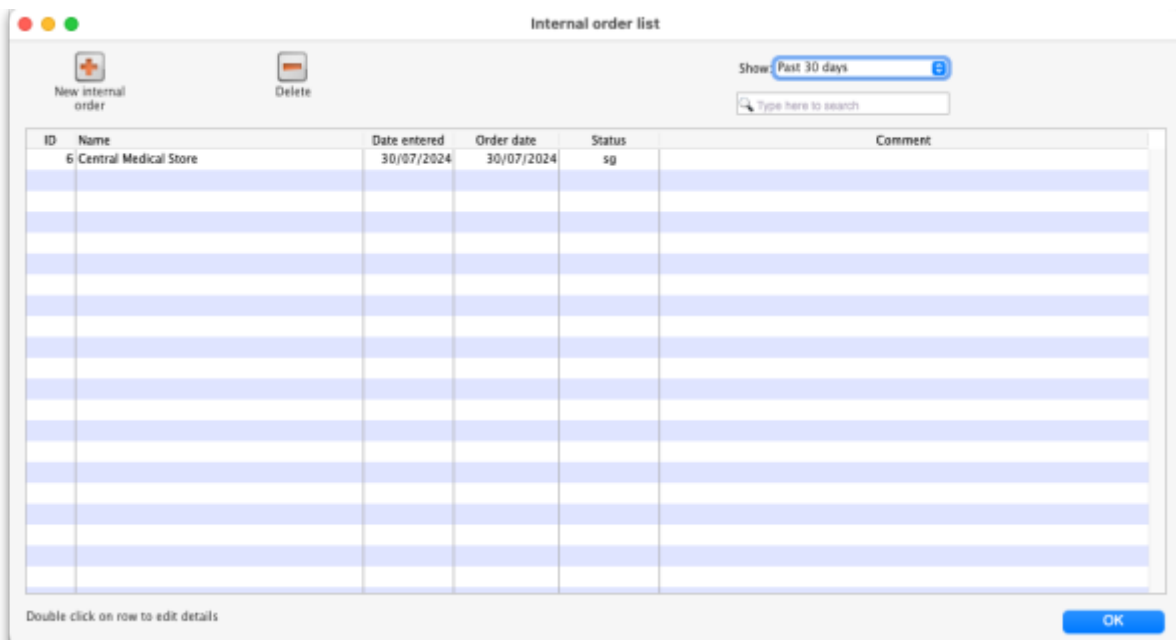 Internal order list
New internal
order
Delete
Show: Past 30 days
Type here to search
ID Name Date entered Order date Status Comment
6 Central Medical Store 30/07/2024 30/07/2024 sg
Double click on row to edit details
OK